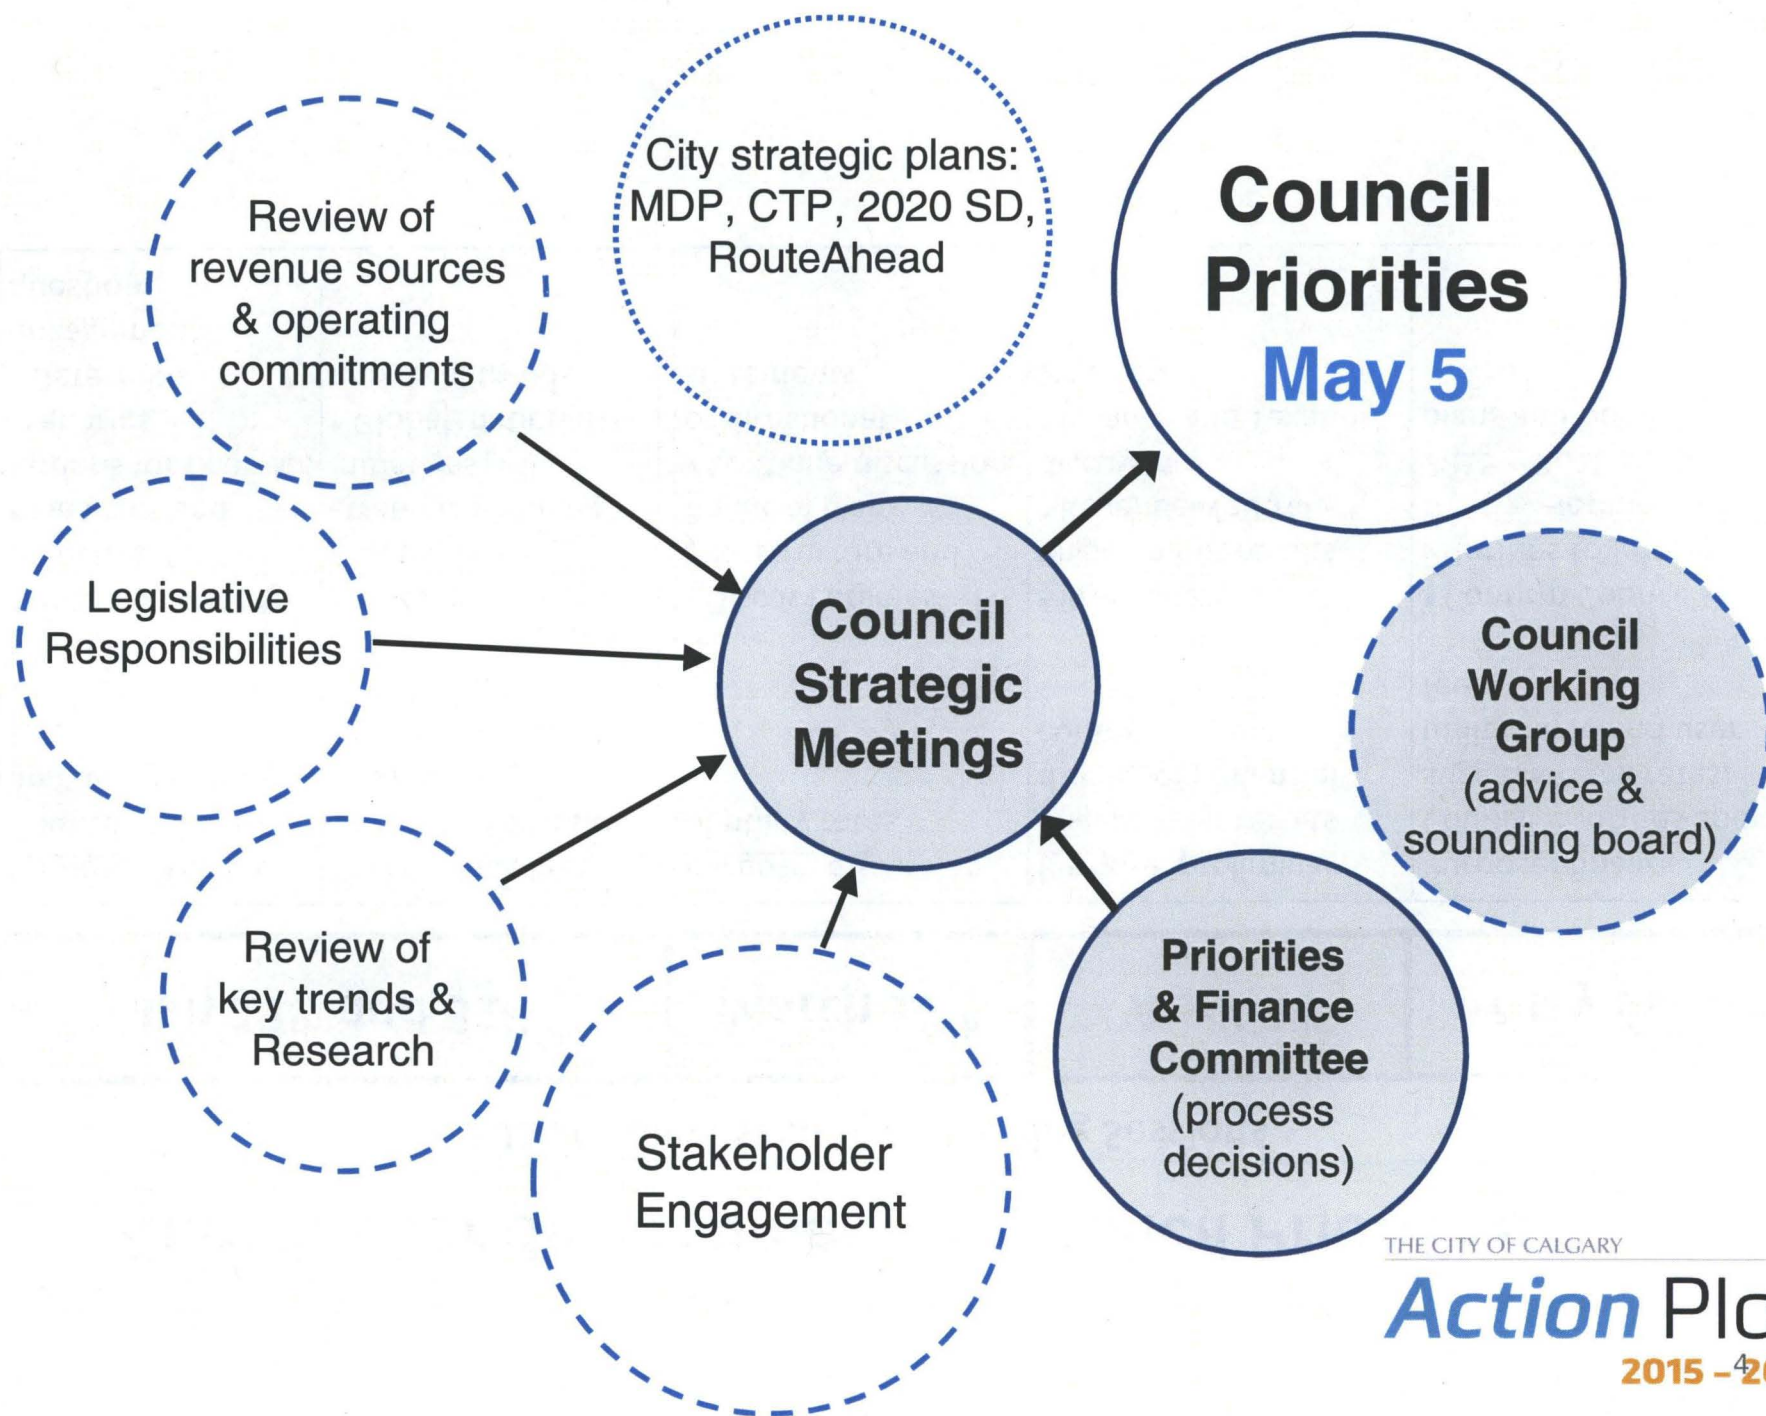 City strategic plans:
MDP, CTP, 2020 SD,
RouteAhead
Council
Priorities
May 5
Review of
revenue sources
& operating
commitments
Legislative
Responsibilities
Council
Strategic
Meetings
Council
Working
Group
(advice &
sounding board)
Review of
key trends &
Research
Priorities
& Finance
Committee
(process
decisions)
Stakeholder
Engagement
THE CITY OF CALGARY
Action
2015 –
4